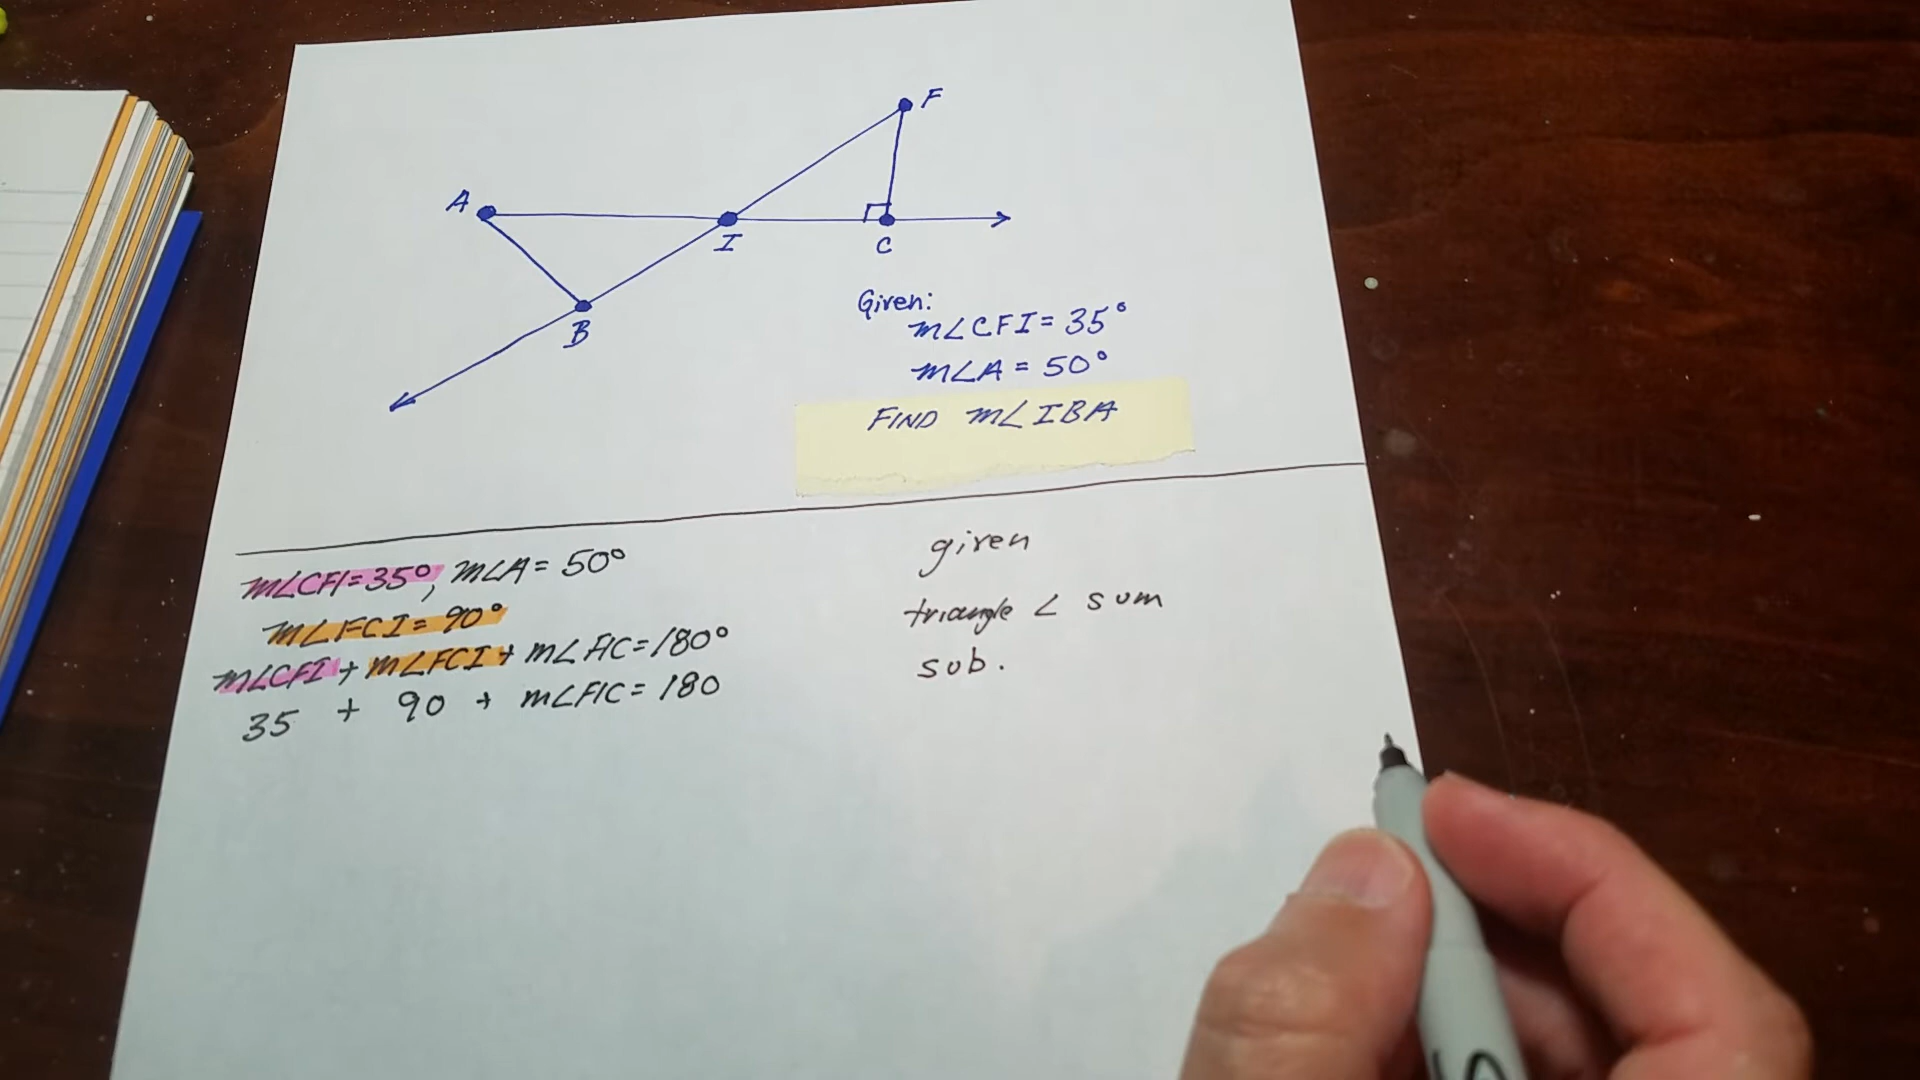 F
A
I
C
B
Given:
m∠CFI = 35°
m∠A = 50°
FIND m∠IBA
m∠CFI = 35°, m∠A = 50° given
m∠FCI = 90°
m∠CFI + m∠FCI + m∠FIC = 180° triangle ∠ sum
35 + 90 + m∠FIC = 180 sub.